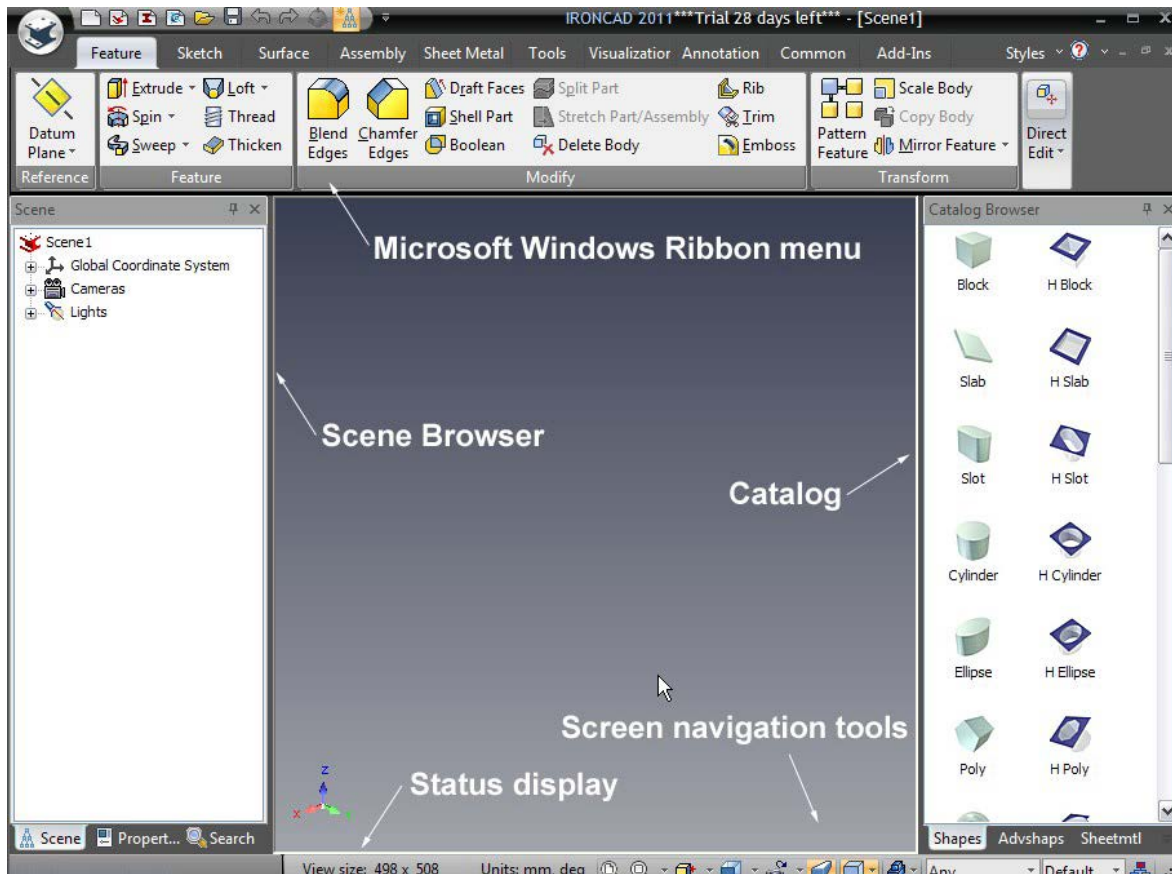 IRONCAD 2011***Trial 28 days left*** - [Scene1]
Feature Sketch Surface Assembly Sheet Metal Tools Visualizatior Annotation Common Add-Ins Styles
Extrude Loft Draft Faces Split Part Rib Scale Body
Spin Thread Shell Part Stretch Part/Assembly Trim Copy Body
Sweep Thicken Boolean Delete Body Emboss Mirror Feature
Datum
Plane
Blend
Edges
Chamfer
Edges
Pattern
Feature
Direct
Edit
Reference Feature Modify Transform
Scene
Scene1
Global Coordinate System
Cameras
Lights
Microsoft Windows Ribbon menu
Scene Browser
Catalog
Screen navigation tools
Status display
Z
X
Catalog Browser
Block H Block
Slab H Slab
Slot H Slot
Cylinder H Cylinder
Ellipse H Ellipse
Poly H Poly
Scene Propert... Search
Shapes Advshaps Sheetmtl
View size: 498 x 508 Units: mm, deg Any Default